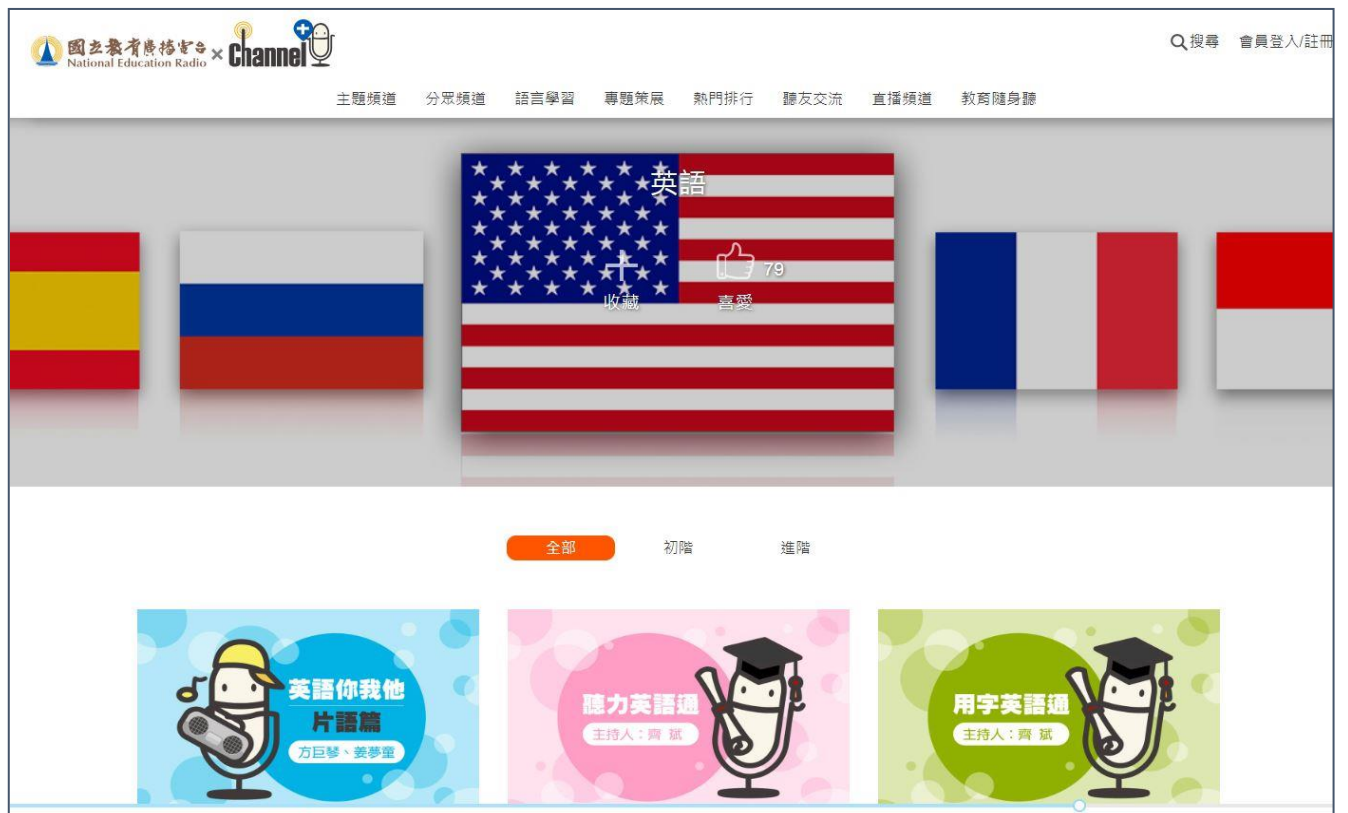 國立教育廣播電台 × Channel+
National Education Radio
搜尋 會員登入/註冊
主題頻道 分眾頻道 語言學習 專題策展 熱門排行 聽友交流 直播頻道 教育隨身聽
英語
79
收藏 喜愛
全部 初階 進階
英語你我他
片語篇
方巨琴、姜夢童
聽力英語通
主持人：齊 斌
用字英語通
主持人：齊 斌